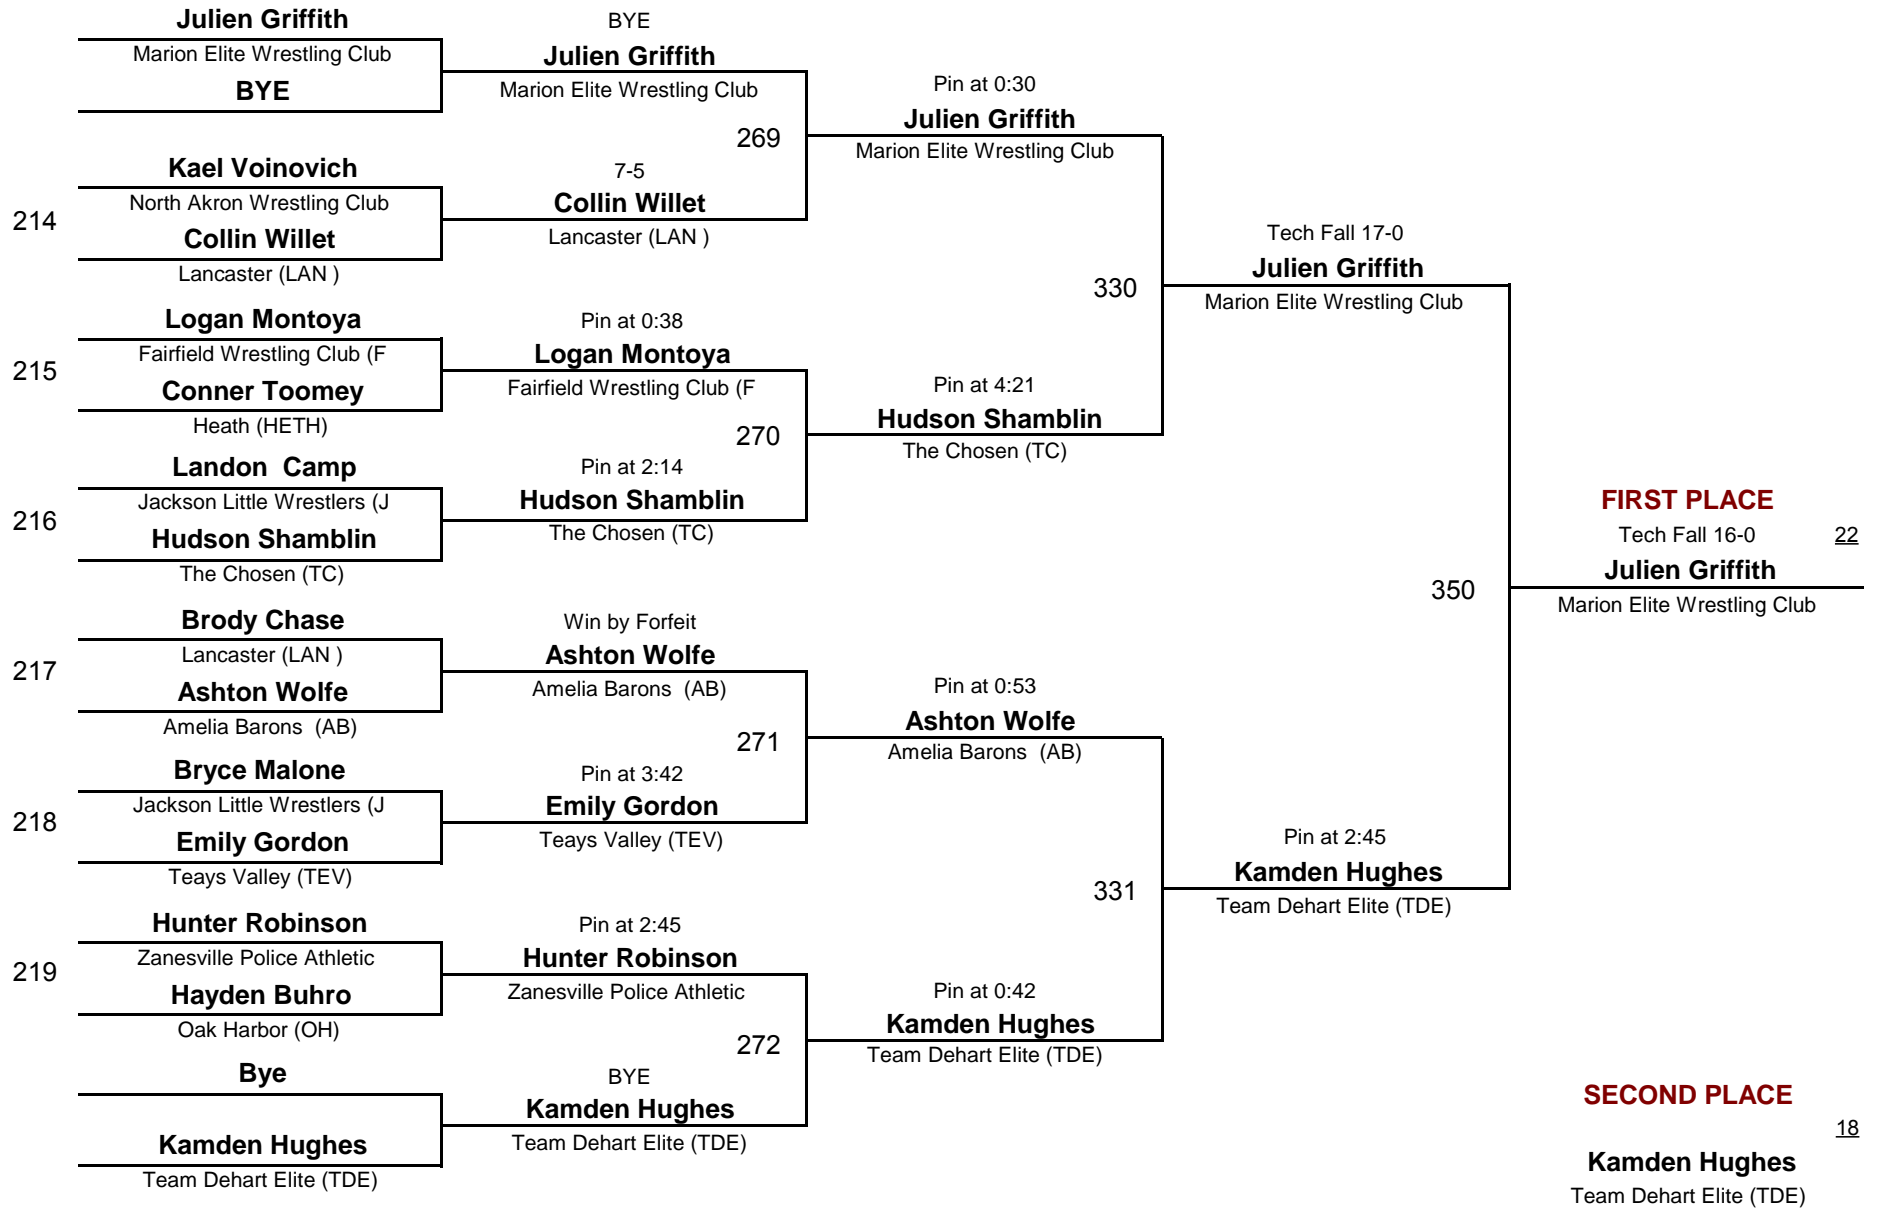 Julien Griffith
Marion Elite Wrestling Club
BYE
214
Kael Voinovich
North Akron Wrestling Club
Collin Willet
Lancaster (LAN )
215
Logan Montoya
Fairfield Wrestling Club (F
Conner Toomey
Heath (HETH)
216
Landon  Camp
Jackson Little Wrestlers (J
Hudson Shamblin
The Chosen (TC)
217
Brody Chase
Lancaster (LAN )
Ashton Wolfe
Amelia Barons  (AB)
218
Bryce Malone
Jackson Little Wrestlers (J
Emily Gordon
Teays Valley (TEV)
219
Hunter Robinson
Zanesville Police Athletic
Hayden Buhro
Oak Harbor (OH)
Bye
Kamden Hughes
Team Dehart Elite (TDE)
BYE
Julien Griffith
Marion Elite Wrestling Club
269
7-5
Collin Willet
Lancaster (LAN )
Pin at 0:38
Logan Montoya
Fairfield Wrestling Club (F
270
Pin at 2:14
Hudson Shamblin
The Chosen (TC)
Win by Forfeit
Ashton Wolfe
Amelia Barons  (AB)
271
Pin at 3:42
Emily Gordon
Teays Valley (TEV)
Pin at 2:45
Hunter Robinson
Zanesville Police Athletic
272
BYE
Kamden Hughes
Team Dehart Elite (TDE)
Pin at 0:30
Julien Griffith
Marion Elite Wrestling Club
330
Pin at 4:21
Hudson Shamblin
The Chosen (TC)
Pin at 0:53
Ashton Wolfe
Amelia Barons  (AB)
331
Pin at 0:42
Kamden Hughes
Team Dehart Elite (TDE)
Tech Fall 17-0
Julien Griffith
Marion Elite Wrestling Club
350
Pin at 2:45
Kamden Hughes
Team Dehart Elite (TDE)
FIRST PLACE
Tech Fall 16-0 22
Julien Griffith
Marion Elite Wrestling Club
SECOND PLACE
18
Kamden Hughes
Team Dehart Elite (TDE)